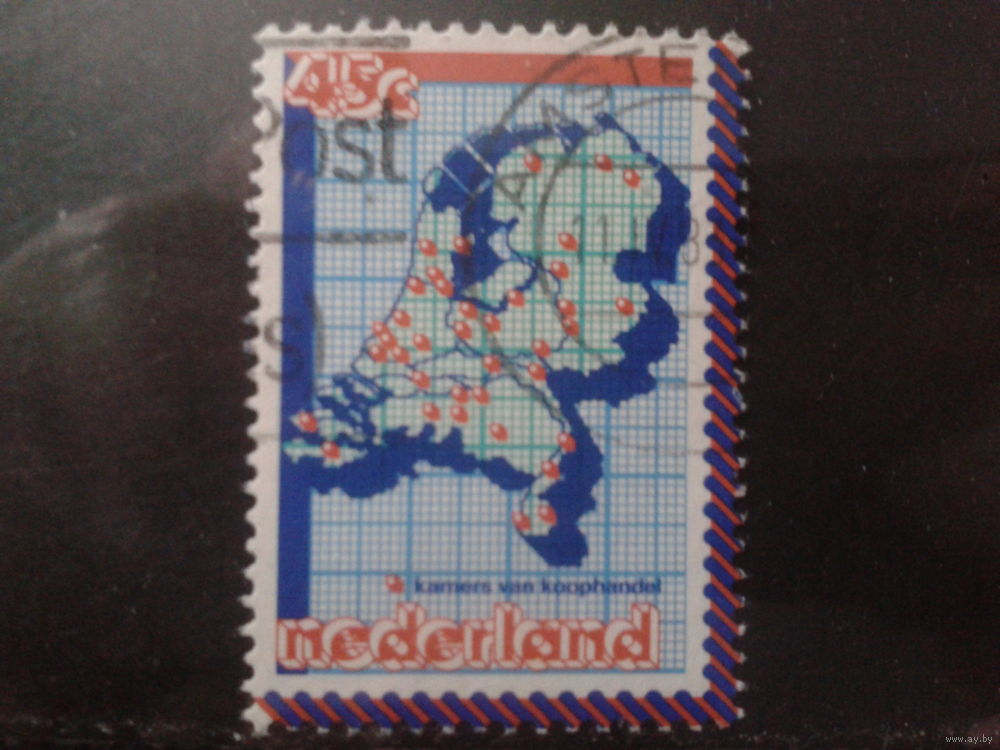 45c
Post
kamers van koophandel
nederland
www.ay.by